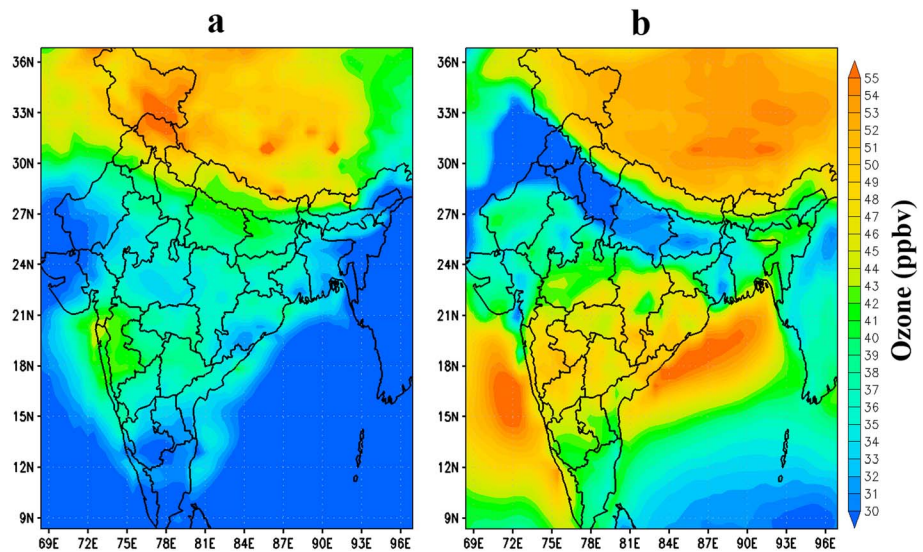 a
b
36N
33N
30N
27N
24N
21N
18N
15N
12N
9N
69E 72E 75E 78E 81E 84E 87E 90E 93E 96E
36N
33N
30N
27N
24N
21N
18N
15N
12N
9N
69E 72E 75E 78E 81E 84E 87E 90E 93E 96E
55
54
53
52
51
50
49
48
47
46
45
44
43
42
41
40
39
38
37
36
35
34
33
32
31
30
Ozone (ppbv)